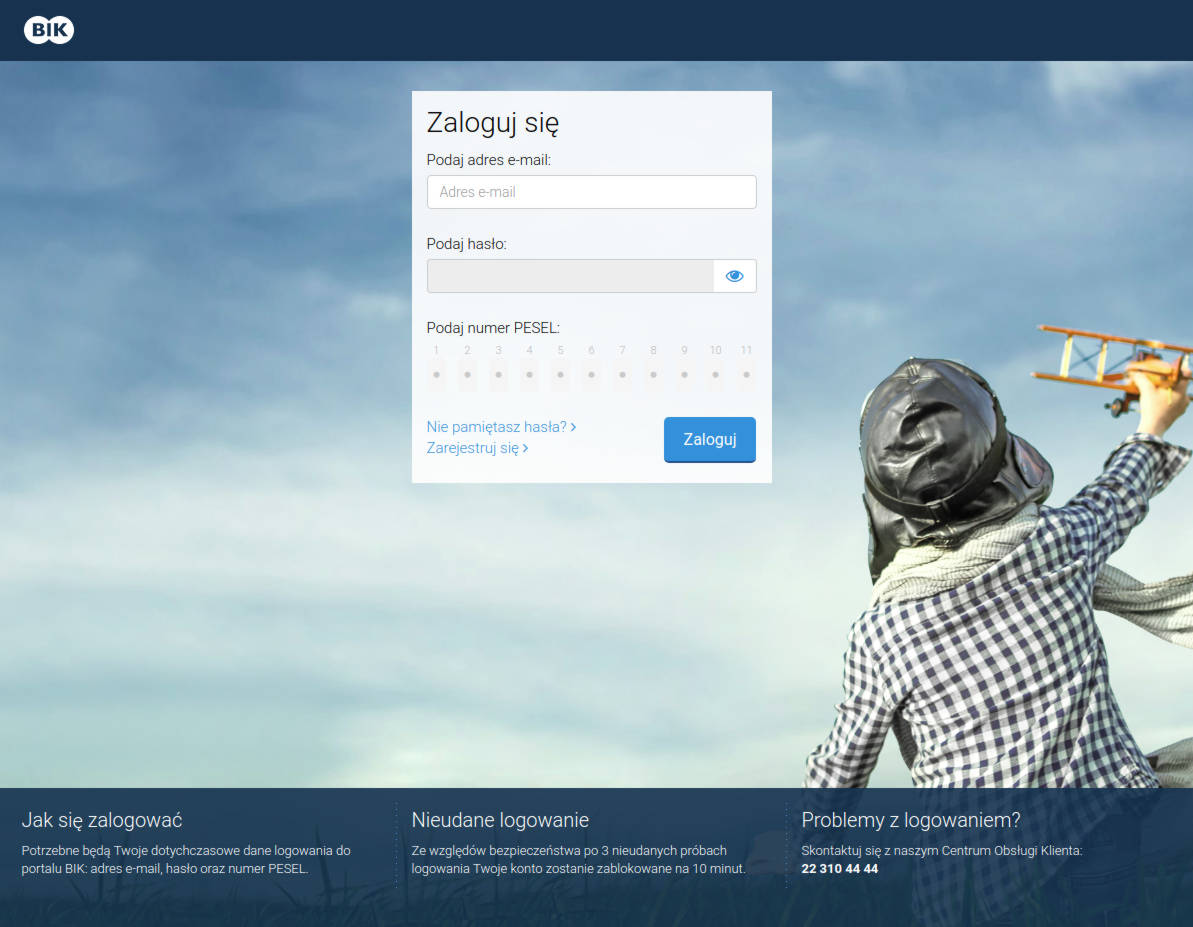 BIK
Zaloguj się
Podaj adres e-mail:
Adres e-mail
Podaj hasło:
Podaj numer PESEL:
1 2 3 4 5 6 7 8 9 10 11
Nie pamiętasz hasła? >
Zarejestruj się >
Zaloguj
Jak się zalogować
Potrzebne będą Twoje dotychczasowe dane logowania do
portalu BIK: adres e-mail, hasło oraz numer PESEL.
Nieudane logowanie
Ze względów bezpieczeństwa po 3 nieudanych próbach
logowania Twoje konto zostanie zablokowane na 10 minut.
Problemy z logowaniem?
Skontaktuj się z naszym Centrum Obsługi Klienta:
22 310 44 44